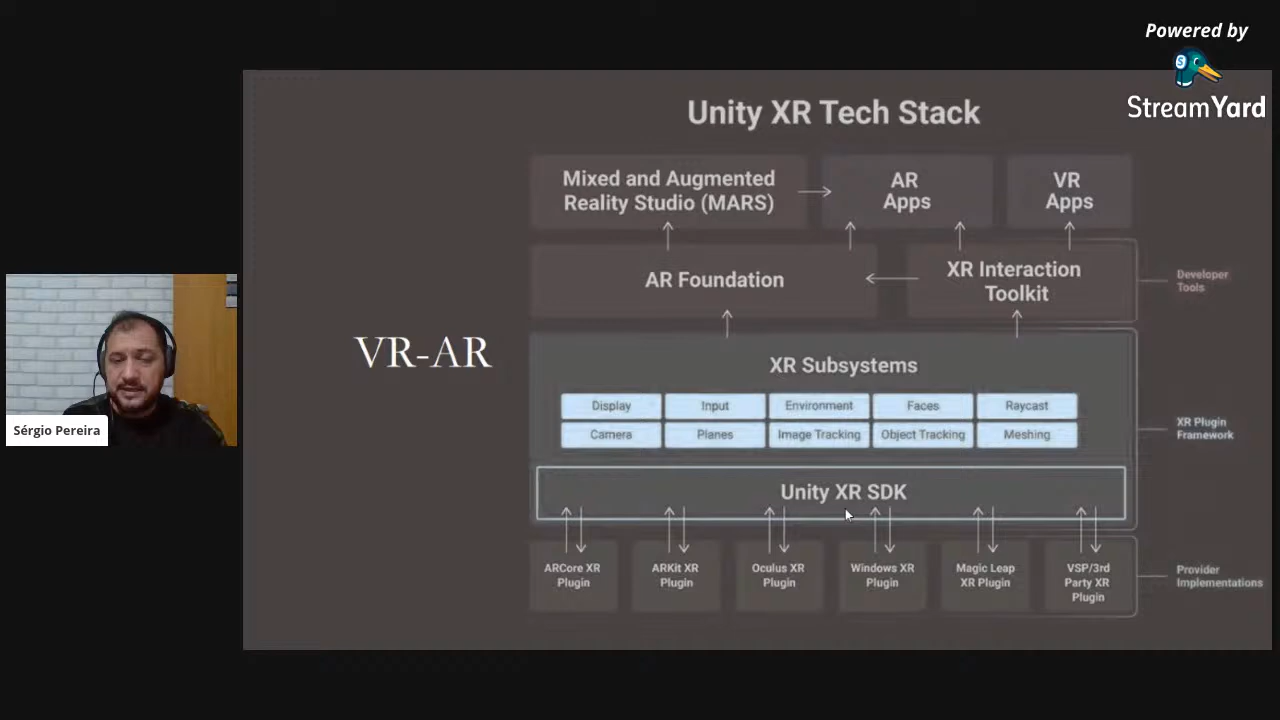 Powered by
StreamYard
Unity XR Tech Stack
Mixed and Augmented
Reality Studio (MARS)
AR
Apps
VR
Apps
AR Foundation
XR Interaction
Toolkit
Developer
Tools
VR-AR
XR Subsystems
Display
Input
Environment
Faces
Raycast
Camera
Planes
Image Tracking
Object Tracking
Meshing
XR Plugin
Framework
Sérgio Pereira
Unity XR SDK
ARCore XR
Plugin
ARKit XR
Plugin
Oculus XR
Plugin
Windows XR
Plugin
Magic Leap
XR Plugin
VSP/3rd
Party XR
Plugin
Provider
Implementations